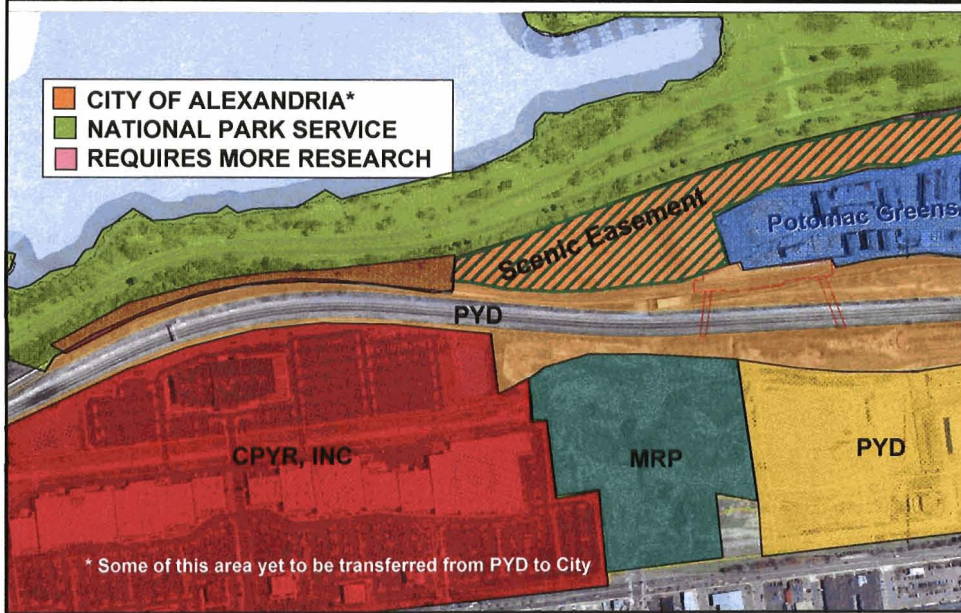 CITY OF ALEXANDRIA*
NATIONAL PARK SERVICE
REQUIRES MORE RESEARCH
Scenic Easement
Potomac Greens
PYD
CPYR, INC
MRP
PYD
* Some of this area yet to be transferred from PYD to City